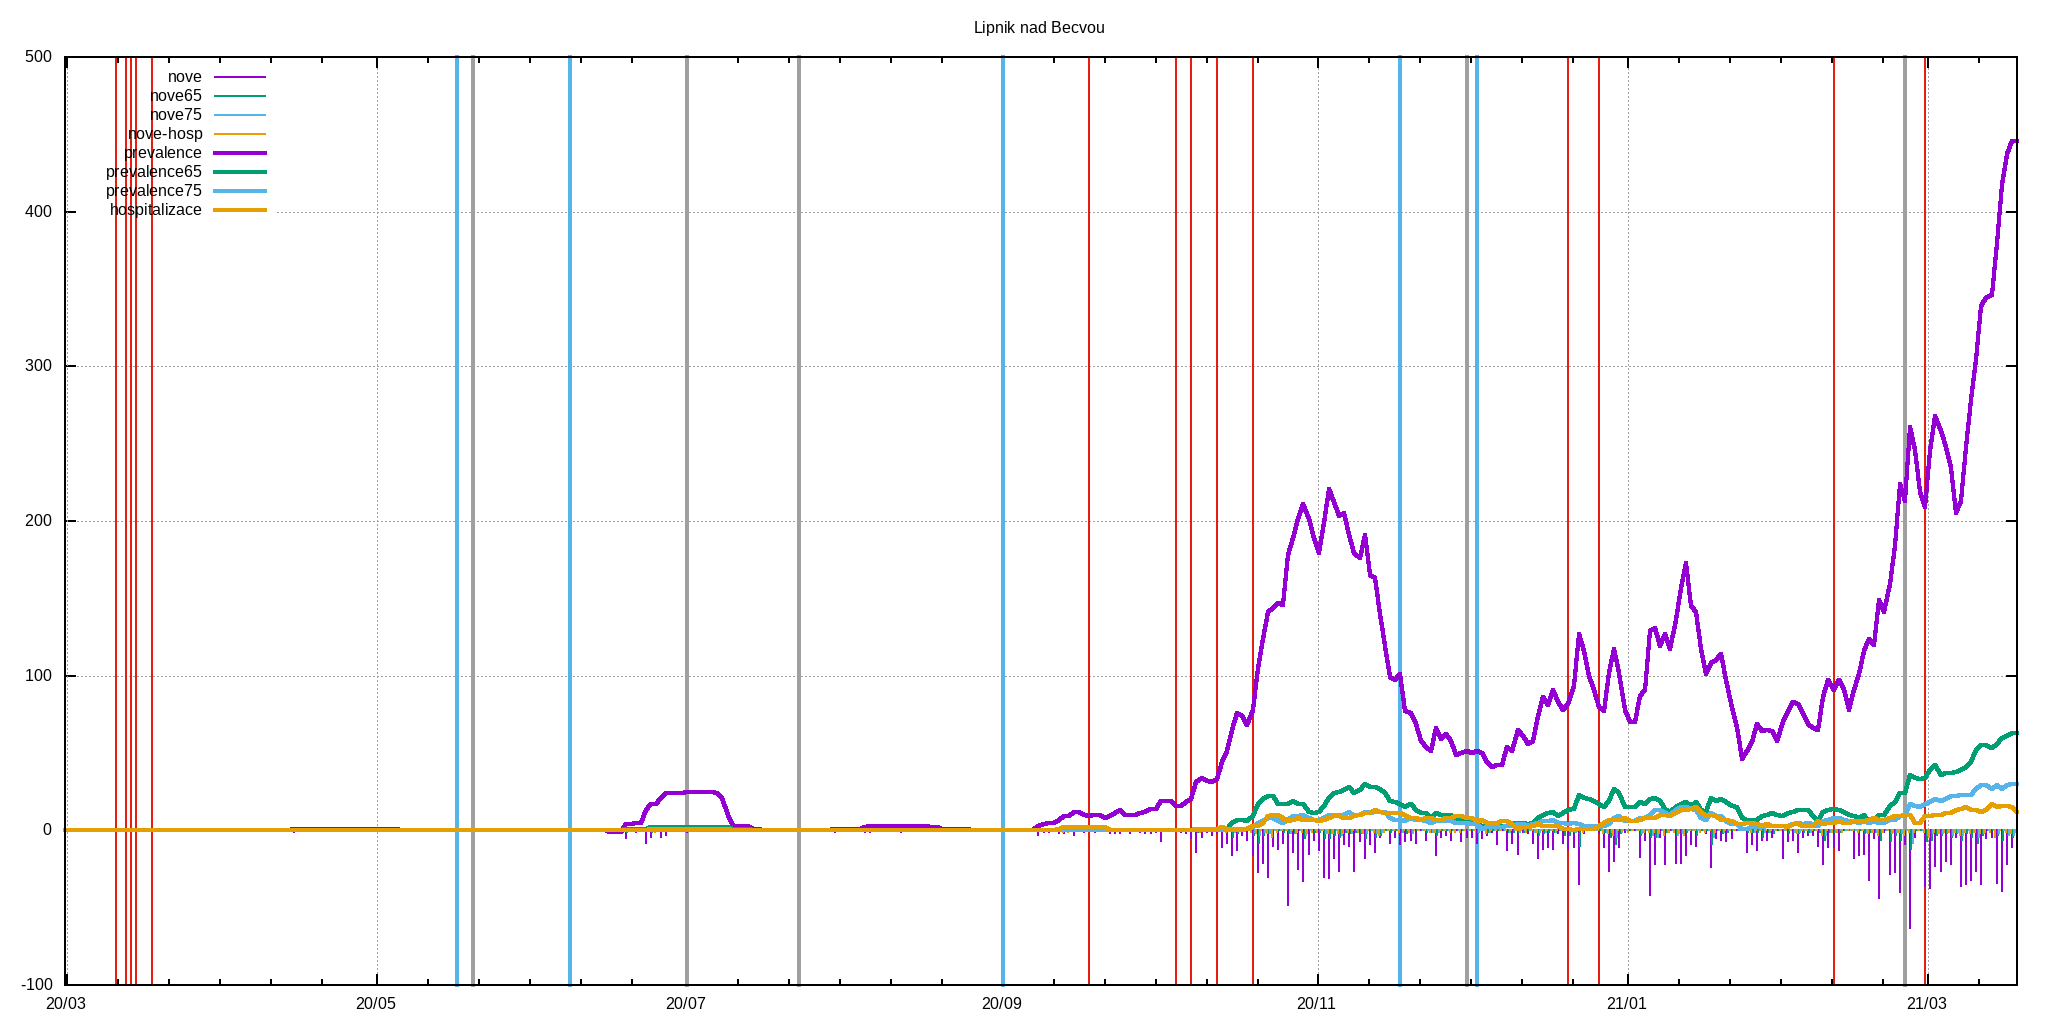 Lipnik nad Becvou
500
nove
nove65
nove75
nove-hosp
prevalence
prevalence65
prevalence75
hospitalizace
400
300
200
100
0
-100
20/03 20/05 20/07 20/09 20/11 21/01 21/03